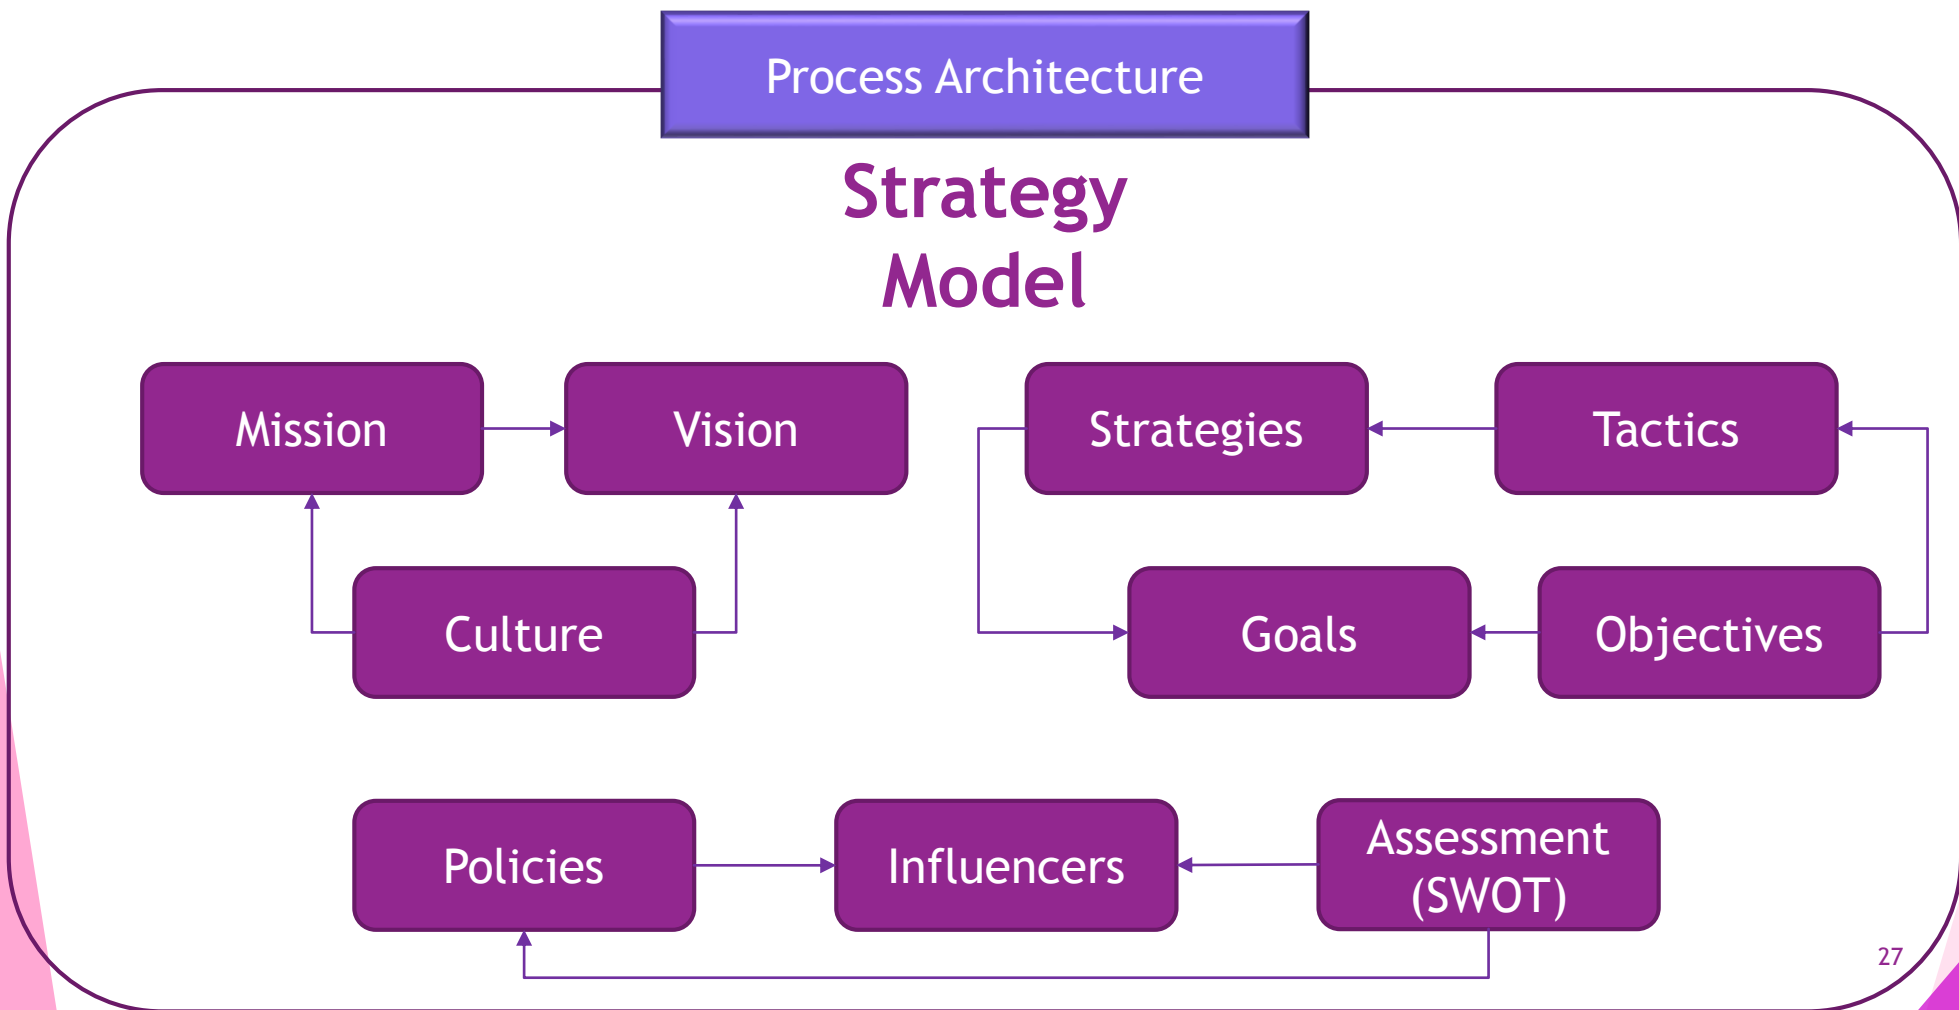 Process Architecture
Strategy
Model
Mission
Vision
Strategies
Tactics
Culture
Goals
Objectives
Policies
Influencers
Assessment
(SWOT)
27